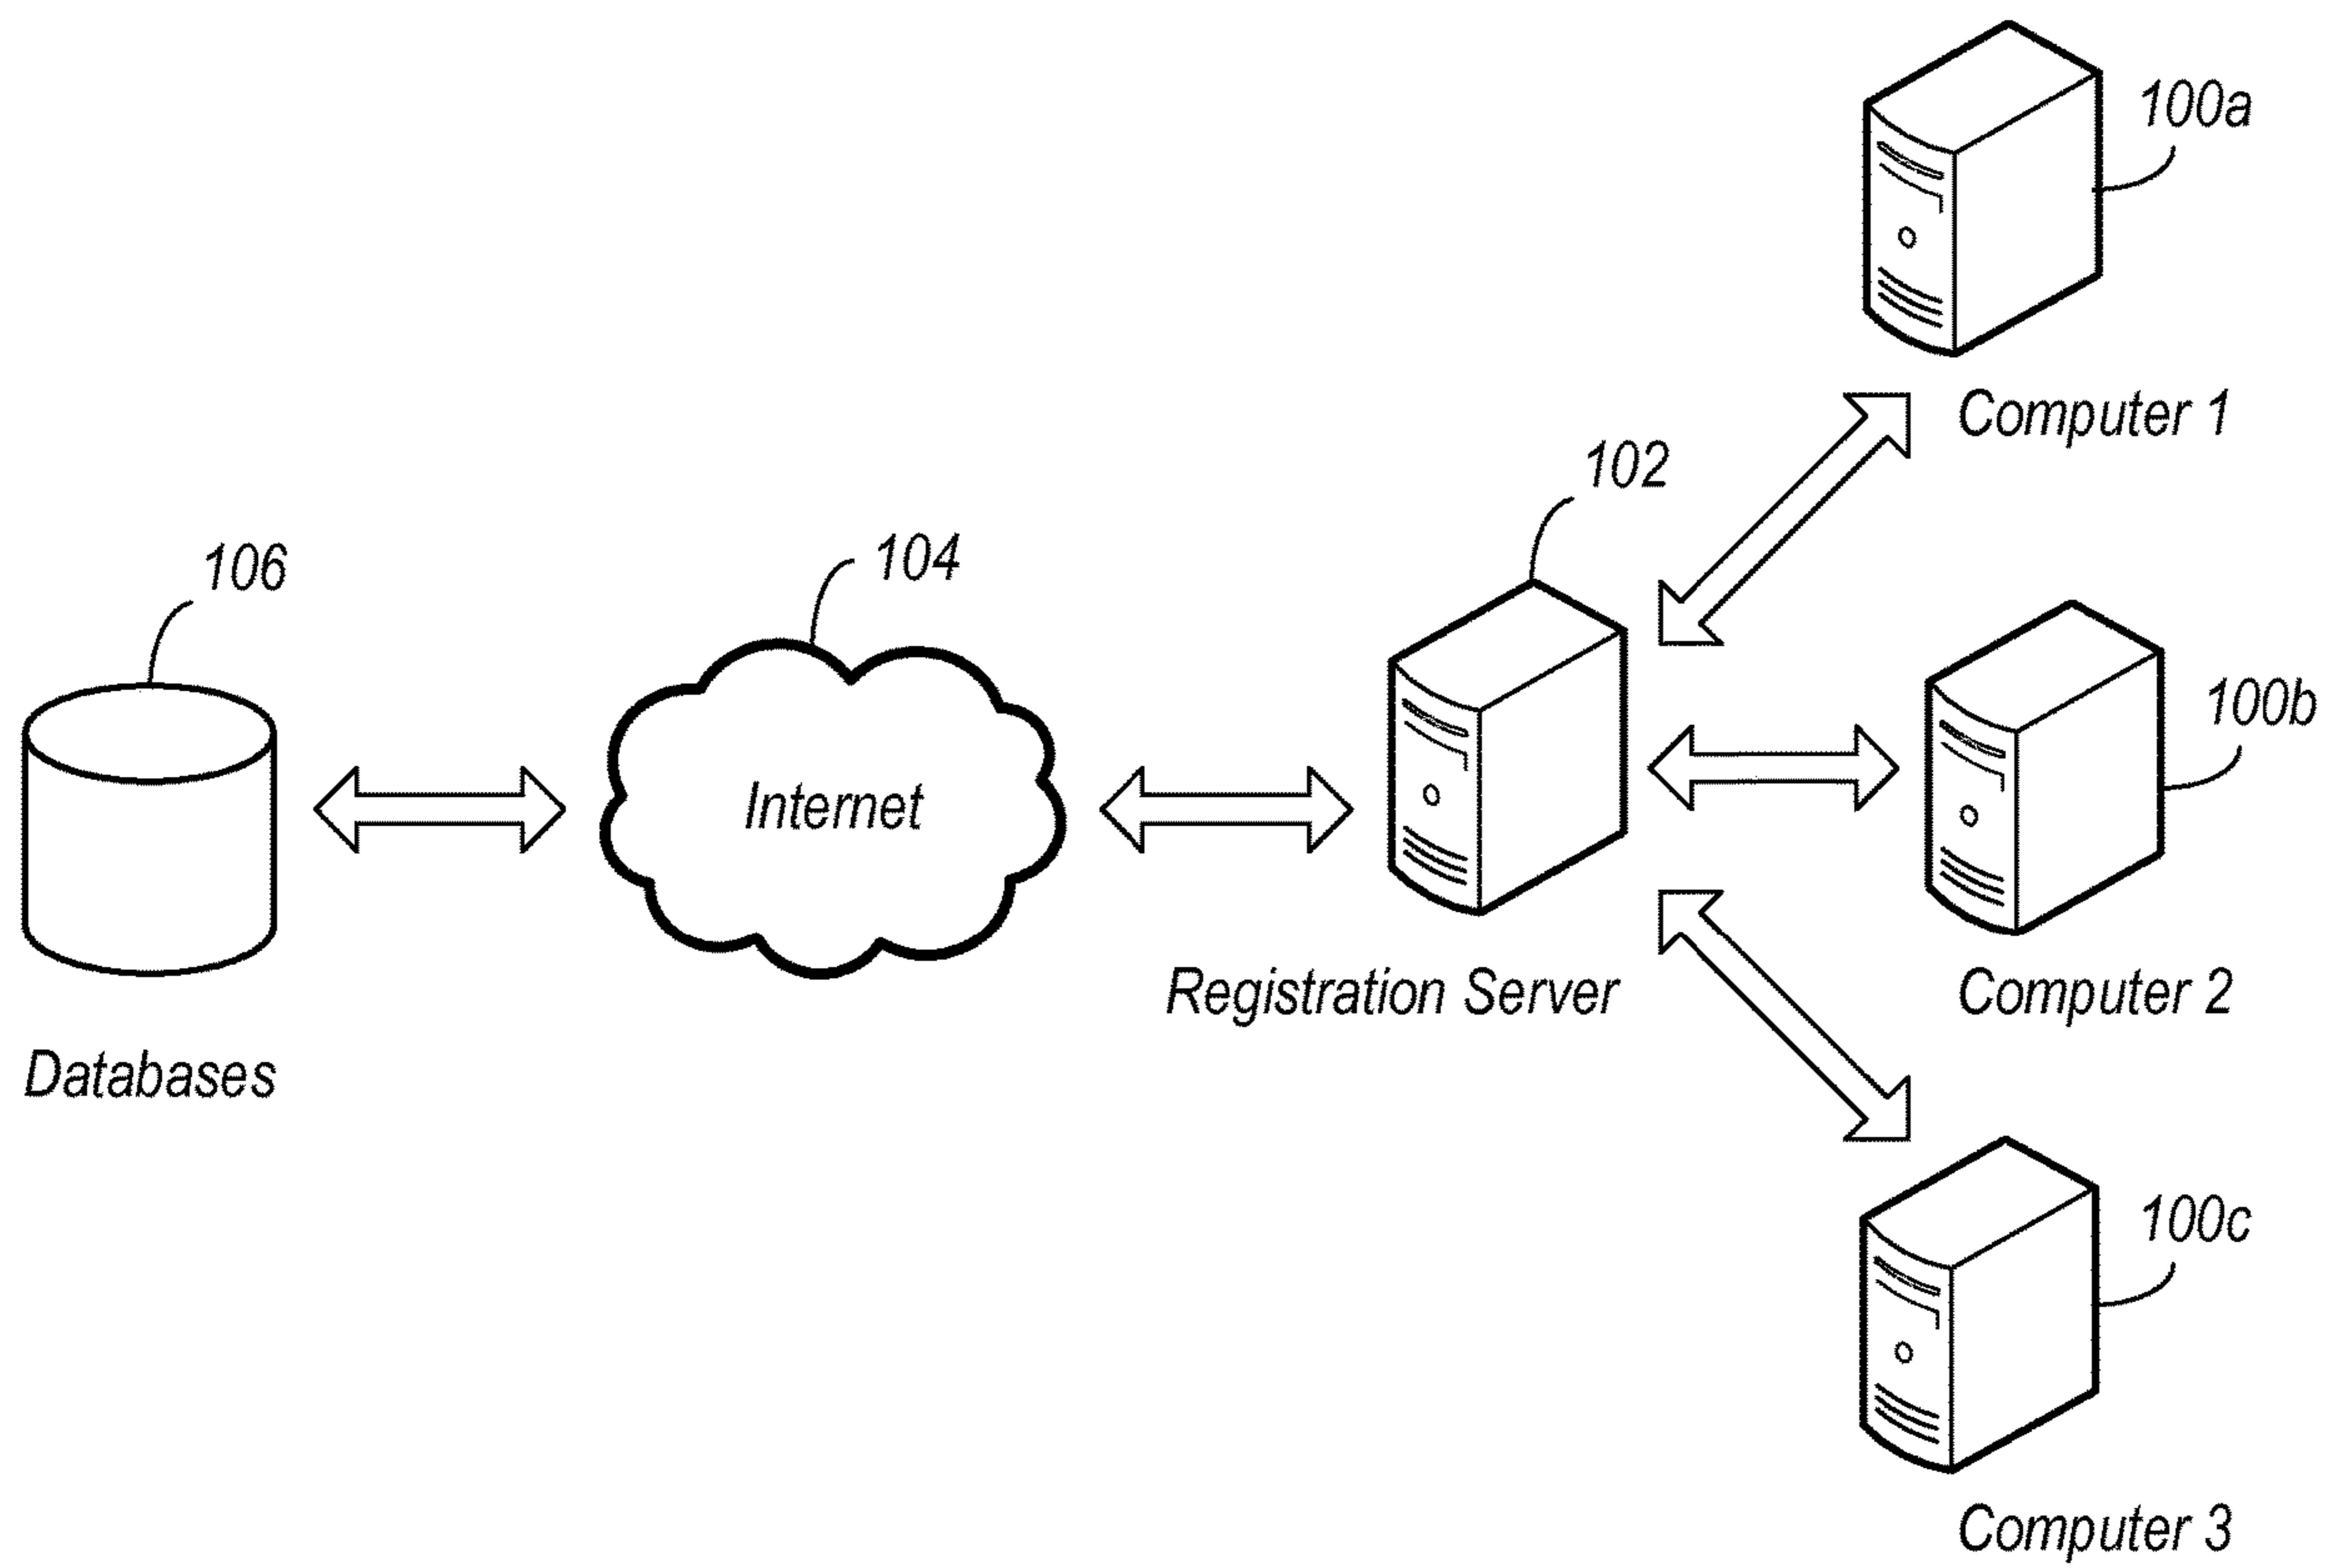 100a
Computer 1
102
104
106
100b
Internet
Registration Server
Computer 2
Databases
100c
Computer 3